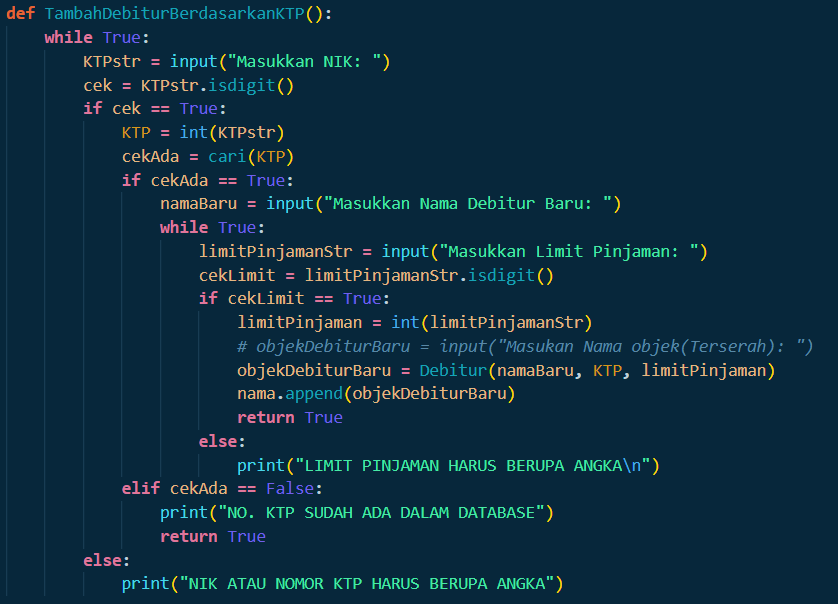 def TambahDebiturBerdasarkanKTP():
    while True:
        KTPstr = input("Masukkan NIK: ")
        cek = KTPstr.isdigit()
        if cek == True:
            KTP = int(KTPstr)
            cekAda = cari(KTP)
            if cekAda == True:
                namaBaru = input("Masukkan Nama Debitur Baru: ")
                while True:
                    limitPinjamanStr = input("Masukkan Limit Pinjaman: ")
                    cekLimit = limitPinjamanStr.isdigit()
                    if cekLimit == True:
                        limitPinjaman = int(limitPinjamanStr)
                        # objekDebiturBaru = input("Masukan Nama objek(Terserah): ")
                        objekDebiturBaru = Debitur(namaBaru, KTP, limitPinjaman)
                        nama.append(objekDebiturBaru)
                        return True
                    else:
                        print("LIMIT PINJAMAN HARUS BERUPA ANGKA\n")
            elif cekAda == False:
                print("NO. KTP SUDAH ADA DALAM DATABASE")
                return True
        else:
            print("NIK ATAU NOMOR KTP HARUS BERUPA ANGKA")